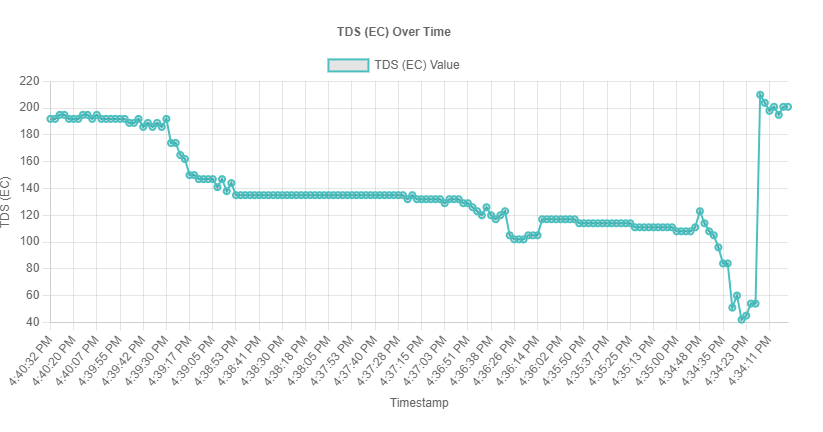 TDS (EC) Over Time
TDS (EC) Value
TDS (EC)
220
200
180
160
140
120
100
80
60
40
4:40:32 PM
4:40:20 PM
4:40:07 PM
4:39:55 PM
4:39:42 PM
4:39:30 PM
4:39:17 PM
4:39:05 PM
4:38:53 PM
4:38:41 PM
4:38:30 PM
4:38:18 PM
4:38:05 PM
4:37:53 PM
4:37:40 PM
4:37:28 PM
4:37:15 PM
4:37:03 PM
4:36:51 PM
4:36:38 PM
4:36:26 PM
4:36:14 PM
4:36:02 PM
4:35:50 PM
4:35:37 PM
4:35:25 PM
4:35:13 PM
4:35:00 PM
4:34:48 PM
4:34:35 PM
4:34:23 PM
4:34:11 PM
Timestamp